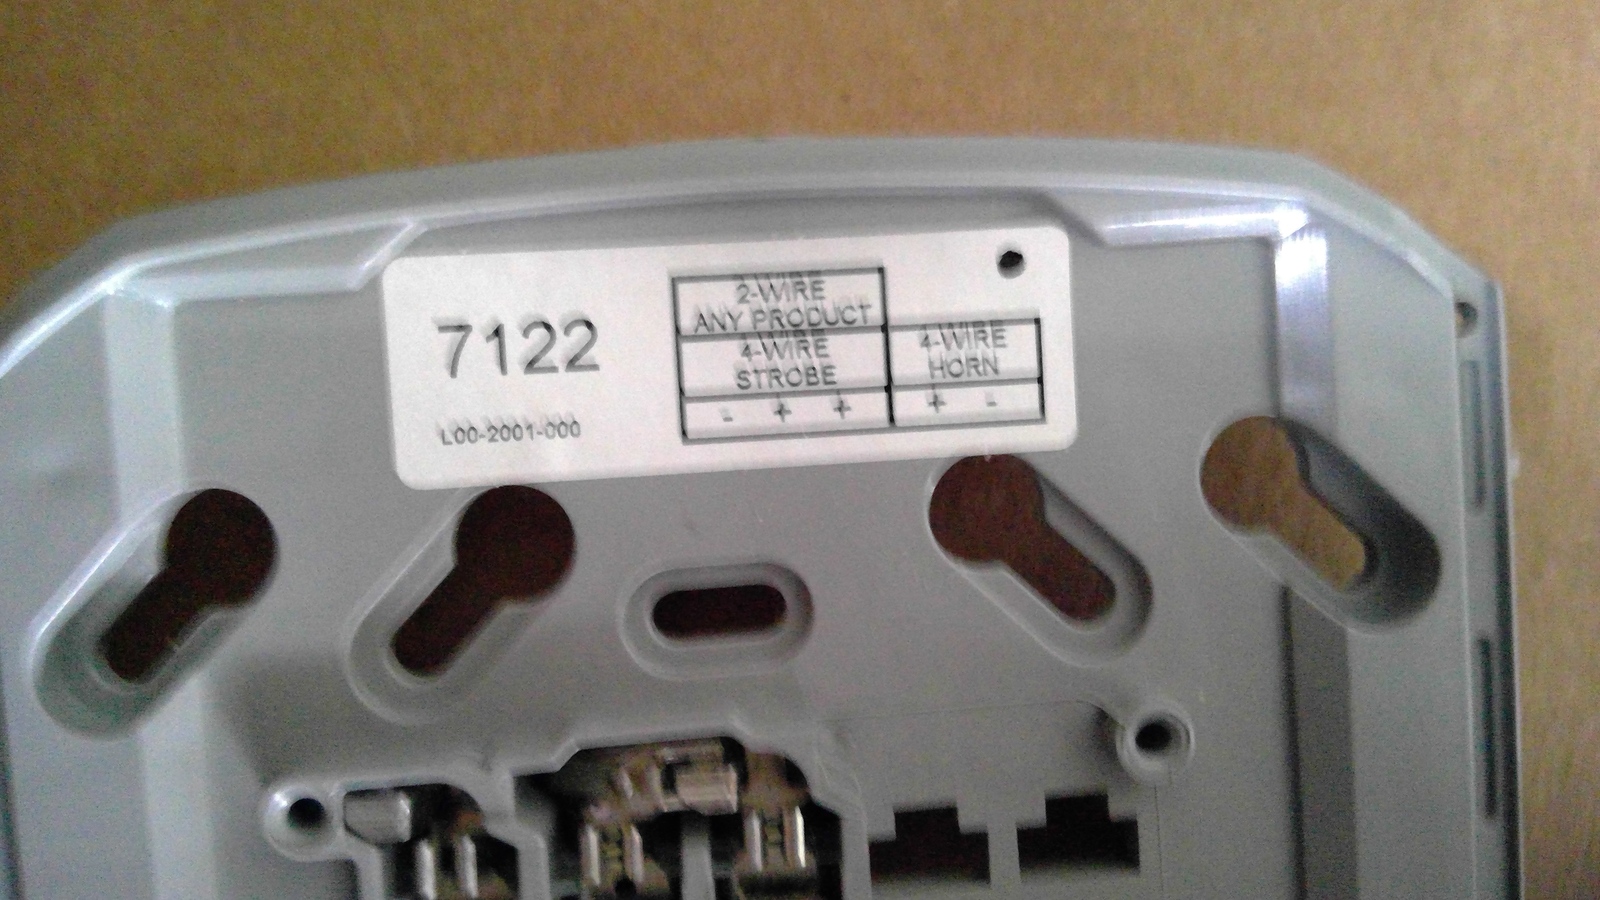 7122
L00-2001-000
2-WIRE
ANY PRODUCT
4-WIRE
STROBE
- + +
4-WIRE
HORN
+ -